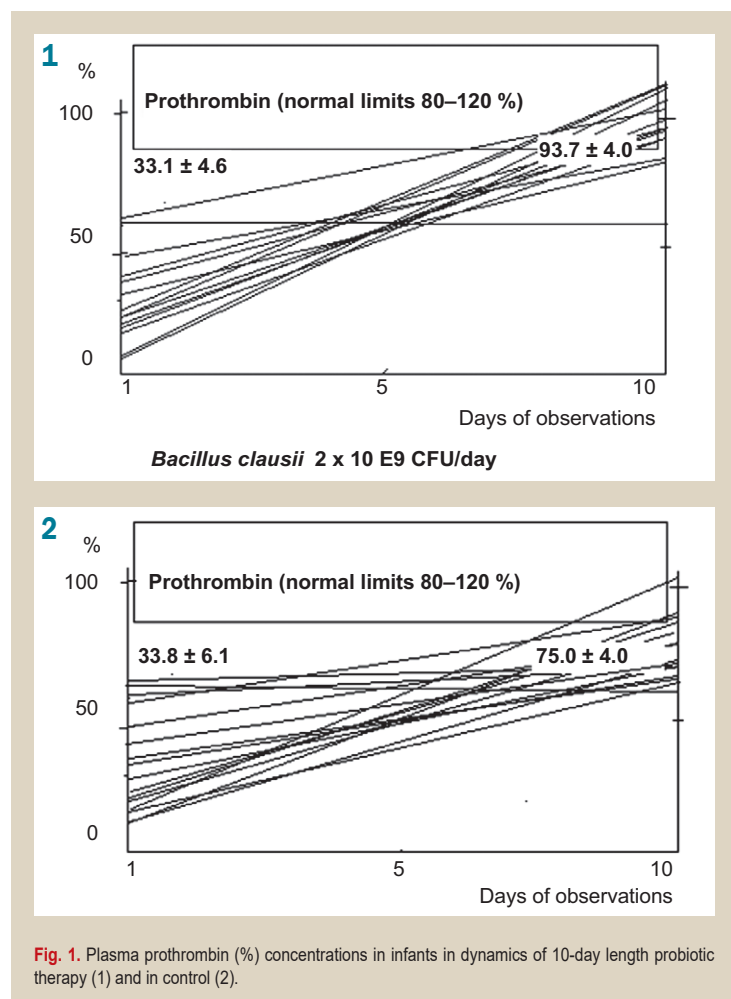 1
%
100
Prothrombin (normal limits 80–120 %)
33.1 ± 4.6
93.7 ± 4.0
50
0
1 5 10
Days of observations
Bacillus clausii 2 x 10 E9 CFU/day
2
%
100
Prothrombin (normal limits 80–120 %)
33.8 ± 6.1
75.0 ± 4.0
50
0
1 5 10
Days of observations
Fig. 1. Plasma prothrombin (%) concentrations in infants in dynamics of 10-day length probiotic
therapy (1) and in control (2).